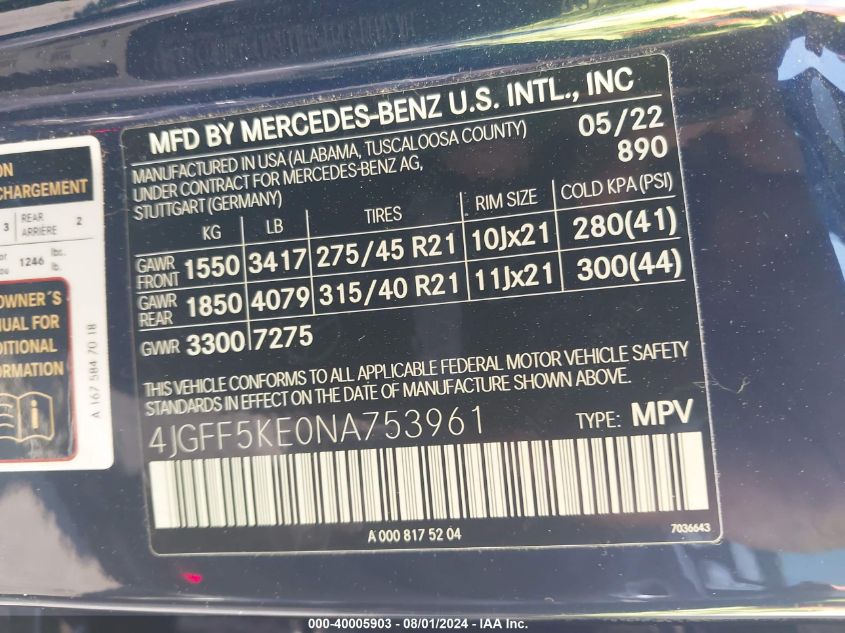 MFD BY MERCEDES-BENZ U.S. INTL., INC
MANUFACTURED IN USA (ALABAMA, TUSCALOOSA COUNTY) 05/22
UNDER CONTRACT FOR MERCEDES-BENZ AG, 890
STUTTGART (GERMANY)
KG LB TIRES RIM SIZE COLD KPA (PSI)
GAWR FRONT 1550 3417 275/45 R21 10Jx21 280(41)
GAWR REAR 1850 4079 315/40 R21 11Jx21 300(44)
GVWR 3300 7275
THIS VEHICLE CONFORMS TO ALL APPLICABLE FEDERAL MOTOR VEHICLE SAFETY
STANDARDS IN EFFECT ON THE DATE OF MANUFACTURE SHOWN ABOVE.
4JGFF5KE0NA753961 TYPE: MPV
A 000 817 52 04 7036643
ON
CHARGEMENT
3 REAR ARRIERE 2
or ou 1246 lbs. lb.
OWNER'S
FOR
INFORMATION
A 167 584 70 18
000-40005903 - 08/01/2024 - IAA Inc.